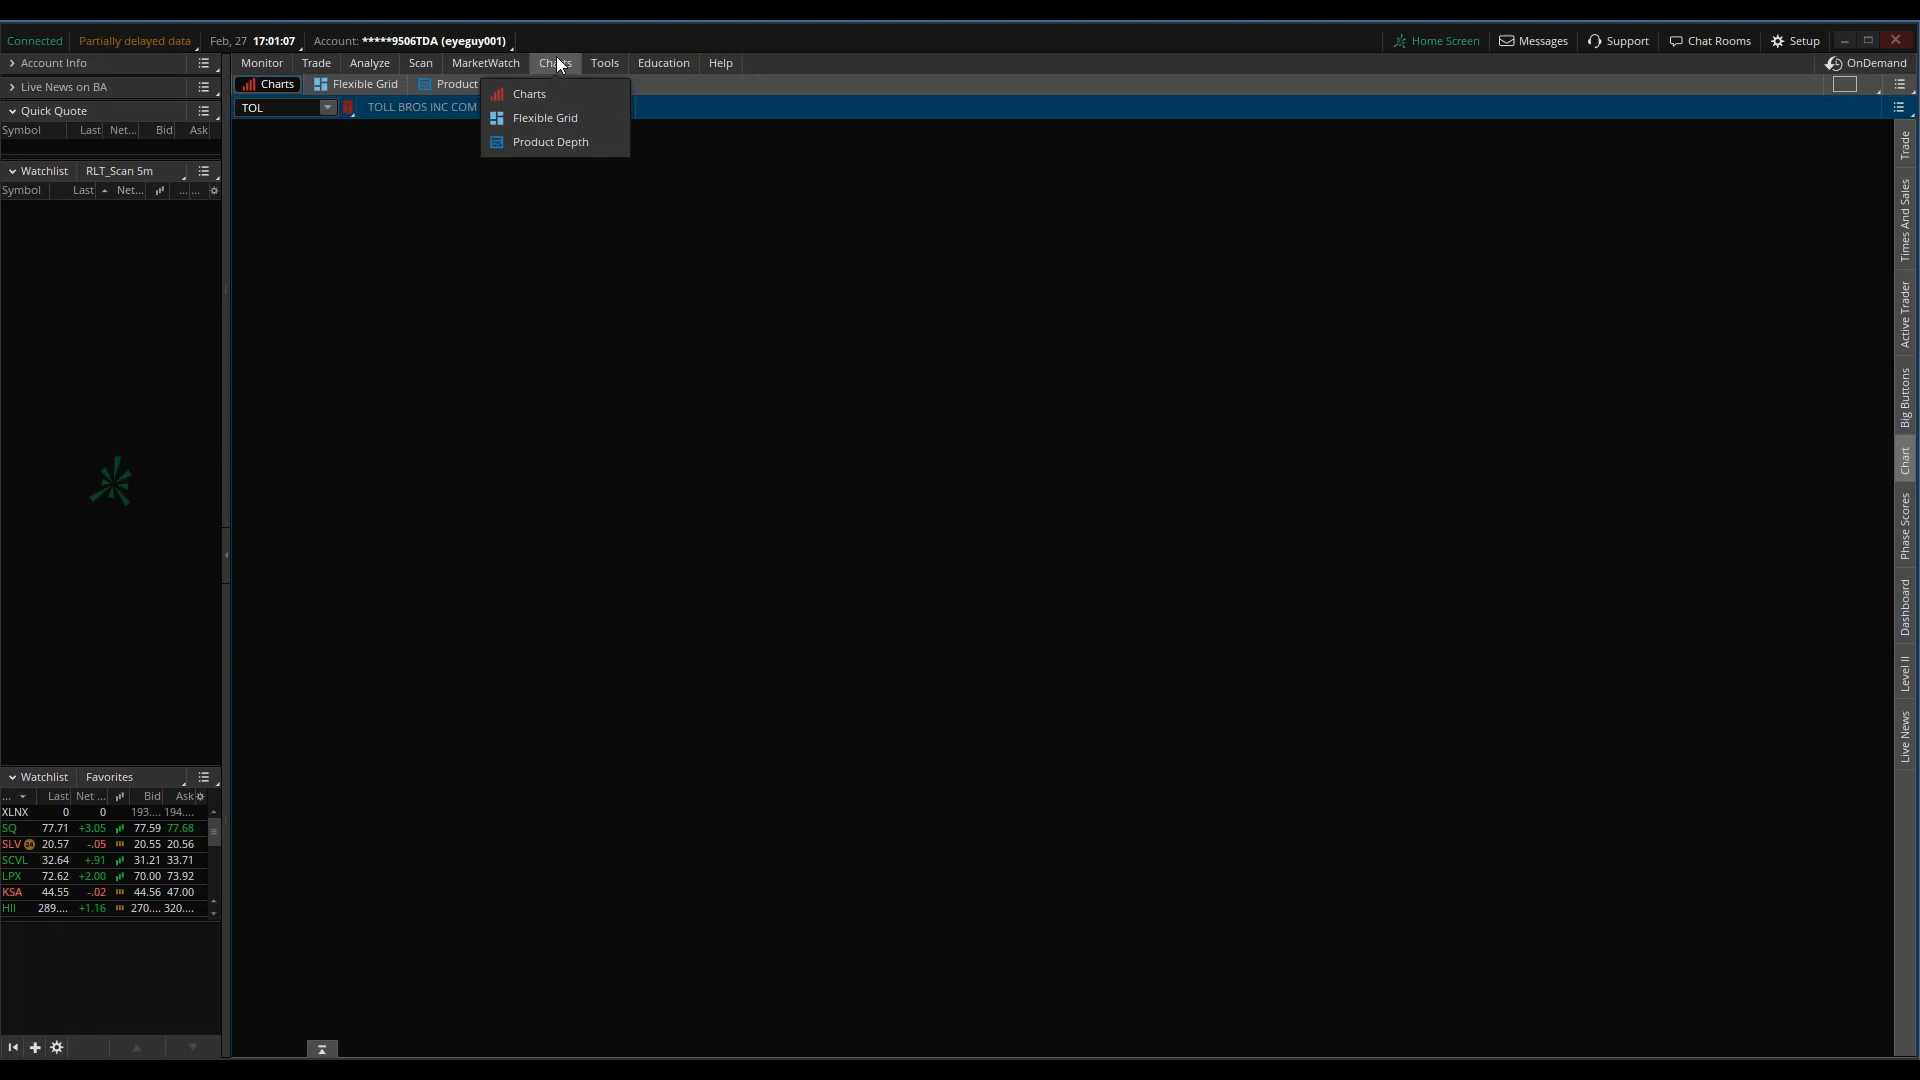 Connected Partially delayed data Feb, 27 17:01:07 Account: *****9506TDA (eyeguy001) Home Screen Messages Support Chat Rooms Setup
Account Info
Monitor Trade Analyze Scan MarketWatch Charts Tools Education Help OnDemand
Live News on BA
Charts Flexible Grid Product
Quick Quote
TOL TOLL BROS INC COM
Symbol Last Net... Bid Ask
Charts
Flexible Grid
Product Depth
Watchlist RLT_Scan 5m
Symbol Last Net... ... ...
Watchlist Favorites
... Last Net ... Bid Ask
XLNX 0 0 193.... 194....
SQ 77.71 +3.05 77.59 77.68
SLV 20.57 -.05 20.55 20.56
SCVL 32.64 +.91 31.21 33.71
LPX 72.62 +2.00 70.00 73.92
KSA 44.55 -.02 44.56 47.00
HII 289.... +1.16 270.... 320....
Trade
Times And Sales
Active Trader
Big Buttons
Chart
Phase Scores
Dashboard
Level II
Live News